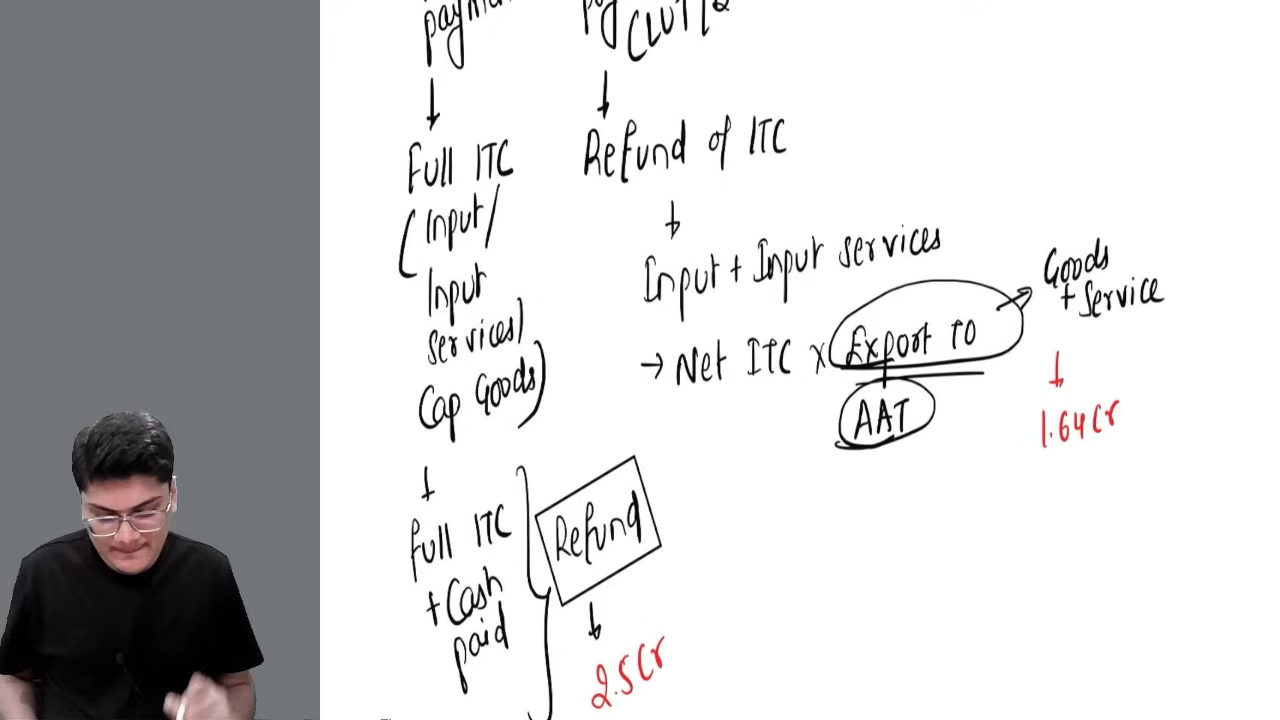 Full ITC
(Input/
Input
services)
Cap Goods)
full ITC
+ Cash
paid
Refund
2.5Cr
(LUT/
Refund of ITC
Input + Input services
→ Net ITC x Export TO
AAT
Goods
+ Service
1.64Cr